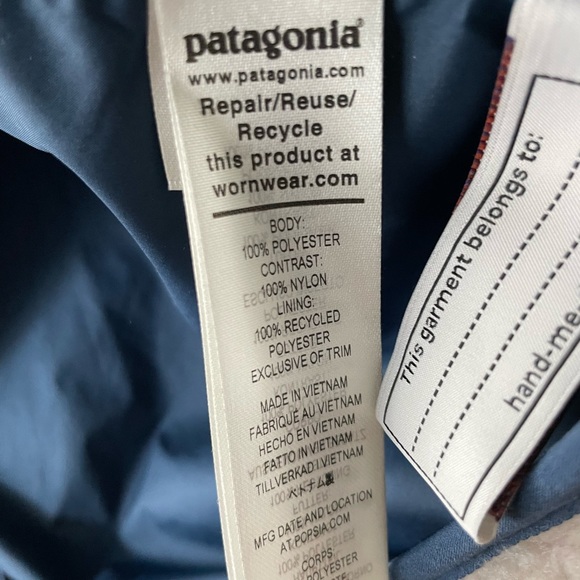 patagonia®
www.patagonia.com
Repair/Reuse/
Recycle
this product at
wornwear.com
BODY:
100% POLYESTER
CONTRAST:
100% NYLON
LINING:
100% RECYCLED
POLYESTER
EXCLUSIVE OF TRIM
MADE IN VIETNAM
FABRIQUÉ AU VIETNAM
HECHO EN VIETNAM
FATTO IN VIETNAM
TILLVERKAD I VIETNAM
ベトナム製
MFG DATE AND LOCATION
AT.POPSIA.COM
CORPS:
POLYESTER
This garment belongs to:
hand-me